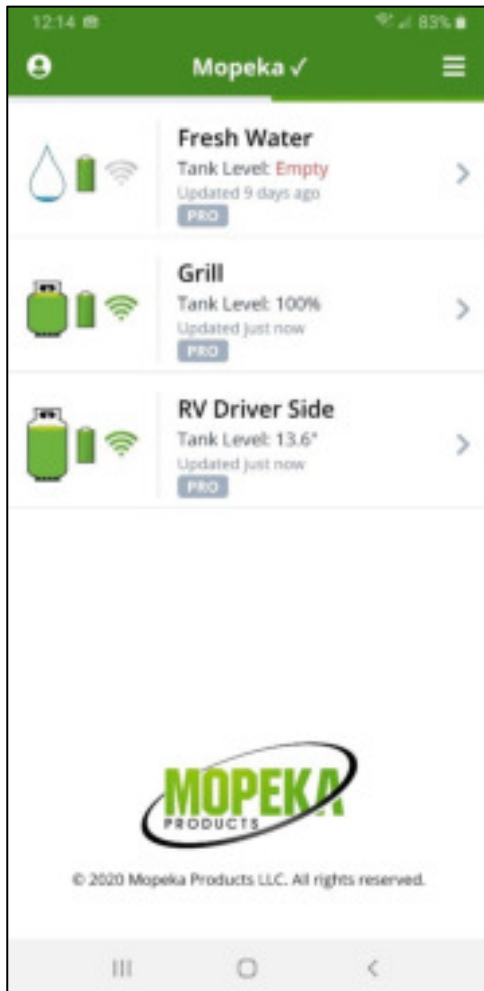 12:14
83%
Mopeka ✓
Fresh Water
Tank Level: Empty
Updated 9 days ago
PRO
Grill
Tank Level: 100%
Updated just now
PRO
RV Driver Side
Tank Level: 13.6"
Updated just now
PRO
MOPEKA
PRODUCTS
© 2020 Mopeka Products LLC. All rights reserved.